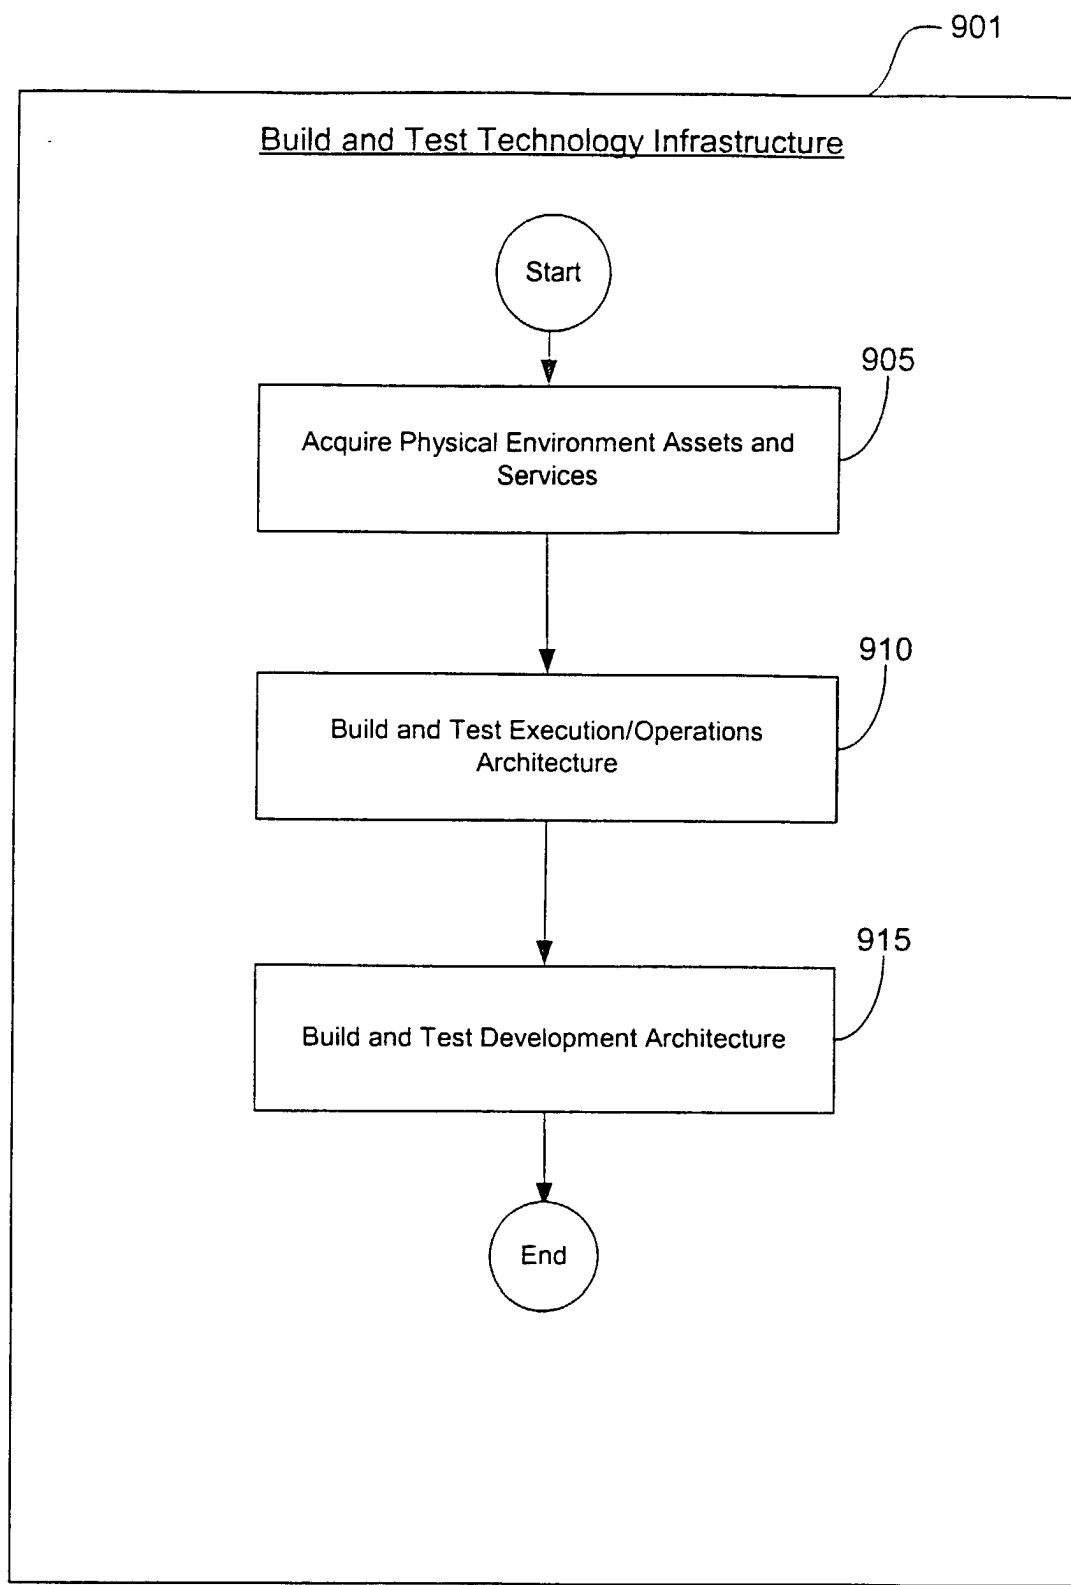 901
Build and Test Technology Infrastructure
Start
905
Acquire Physical Environment Assets and
Services
910
Build and Test Execution/Operations
Architecture
915
Build and Test Development Architecture
End